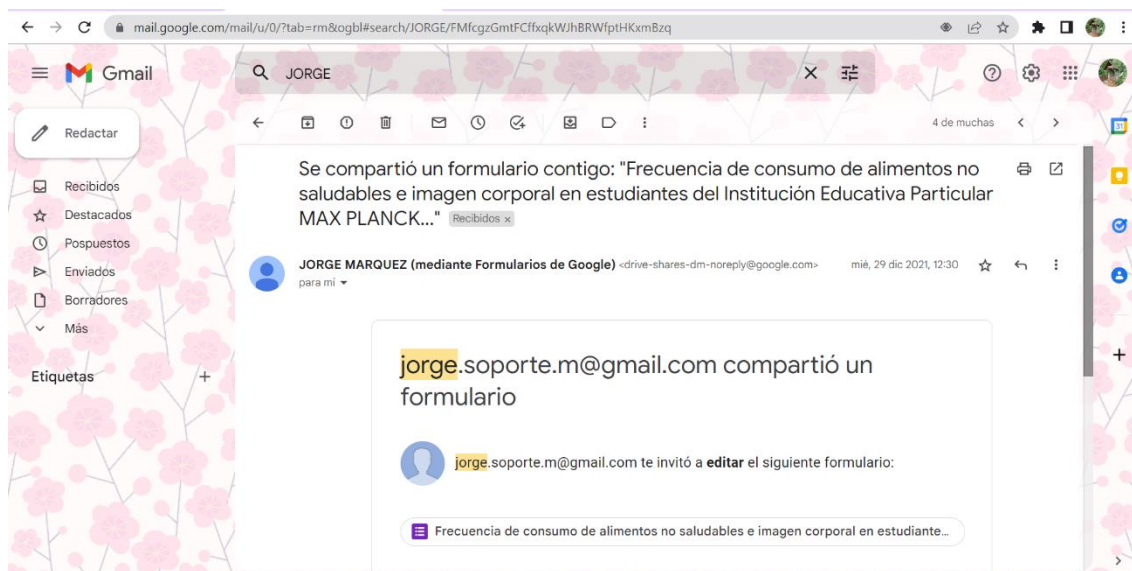 mail.google.com/mail/u/0/?tab=rm&ogbl#search/JORGE/FMfcgzGmtFCffxqkWJhBRWfptHKxmBzq
Gmail
JORGE
Redactar
4 de muchas
31
Recibidos
Destacados
Pospuestos
Enviados
Borradores
Más
Etiquetas
Se compartió un formulario contigo: "Frecuencia de consumo de alimentos no
saludables e imagen corporal en estudiantes del Institución Educativa Particular
MAX PLANCK..." Recibidos x
JORGE MARQUEZ (mediante Formularios de Google) <drive-shares-dm-noreply@google.com> mié, 29 dic 2021, 12:30
para mí
jorge.soporte.m@gmail.com compartió un
formulario
jorge.soporte.m@gmail.com te invitó a editar el siguiente formulario:
Frecuencia de consumo de alimentos no saludables e imagen corporal en estudiante...